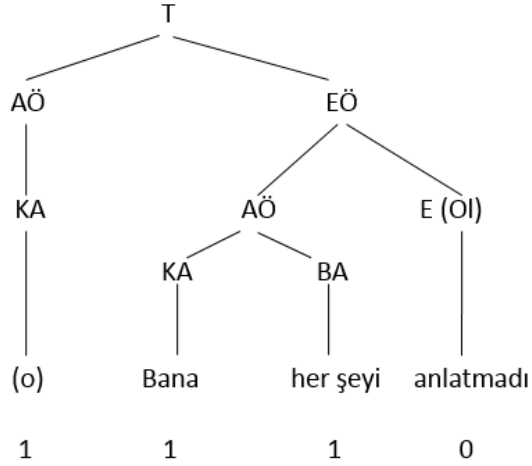 T
AÖ EÖ
KA AÖ E (Ol)
KA BA
(o) Bana her şeyi anlatmadı
1 1 1 0